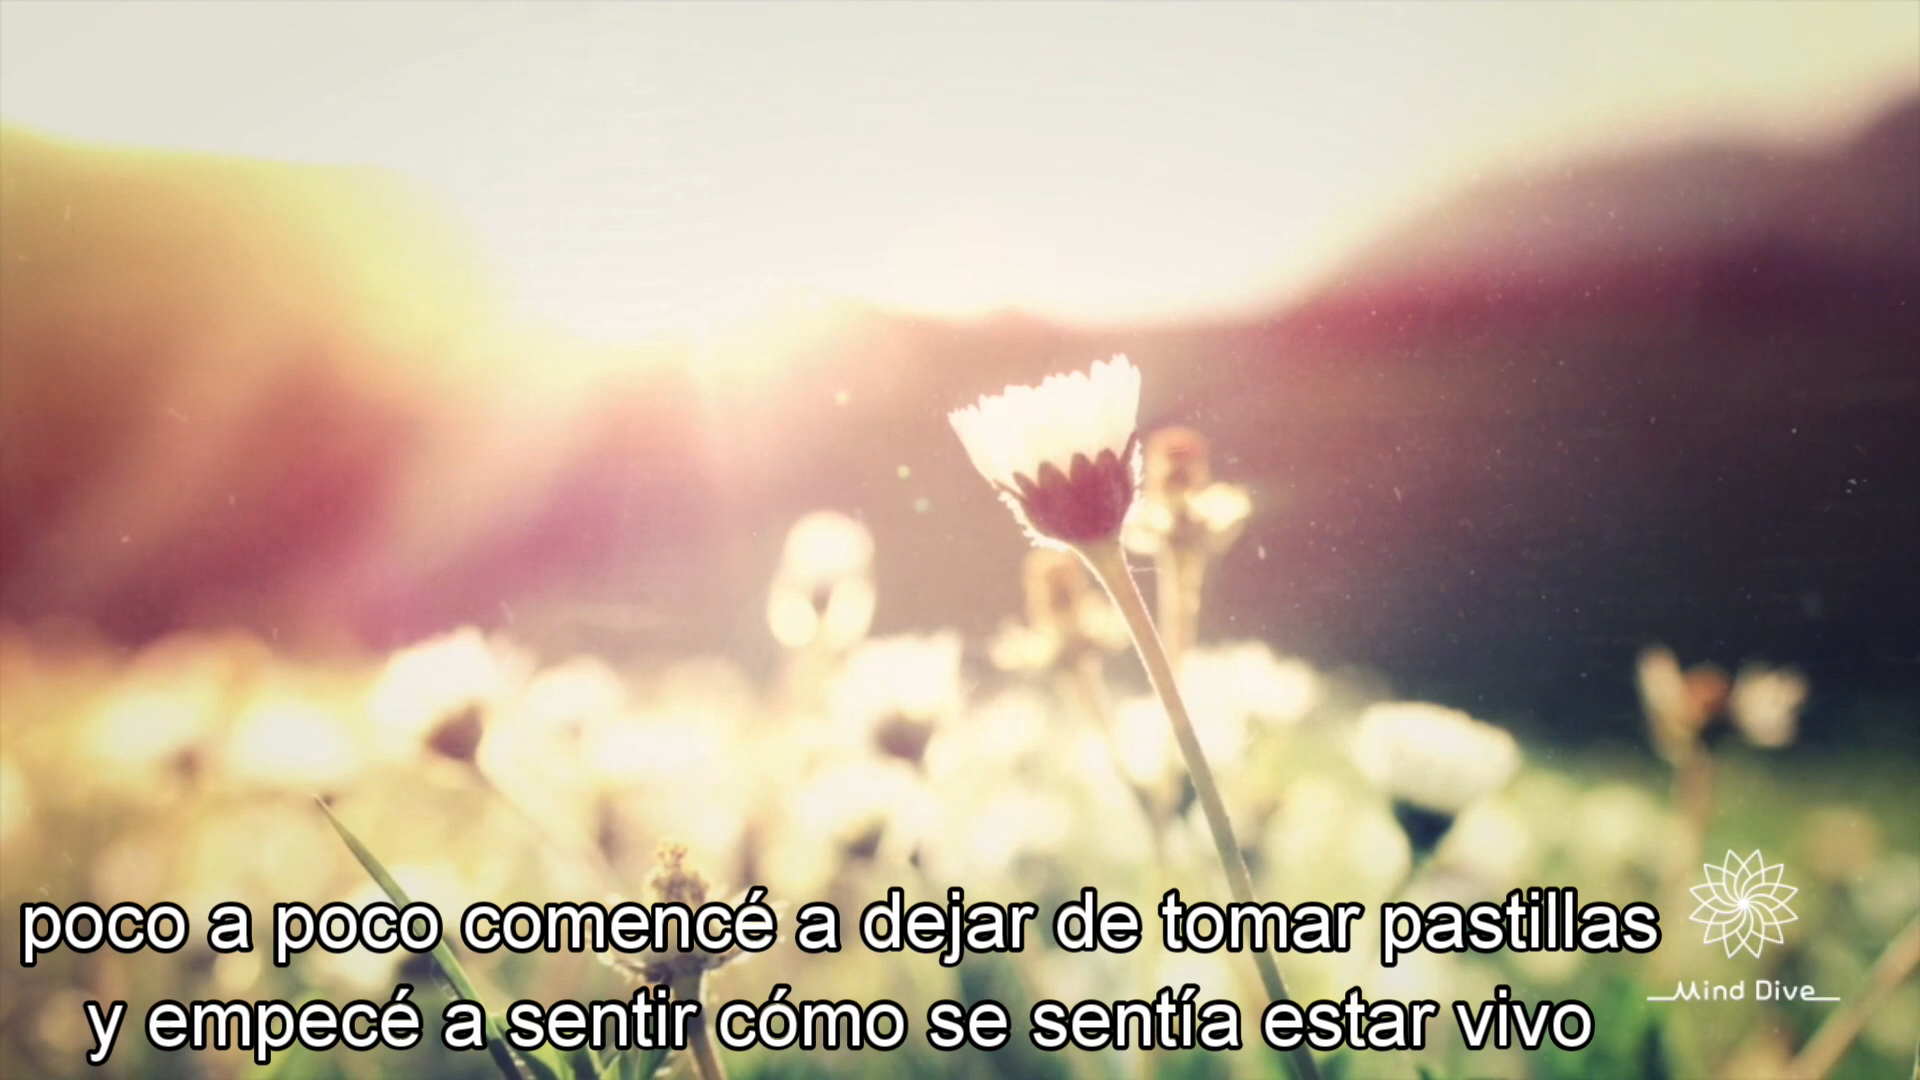 poco a poco comencé a dejar de tomar pastillas
y empecé a sentir cómo se sentía estar vivo
Mind Dive